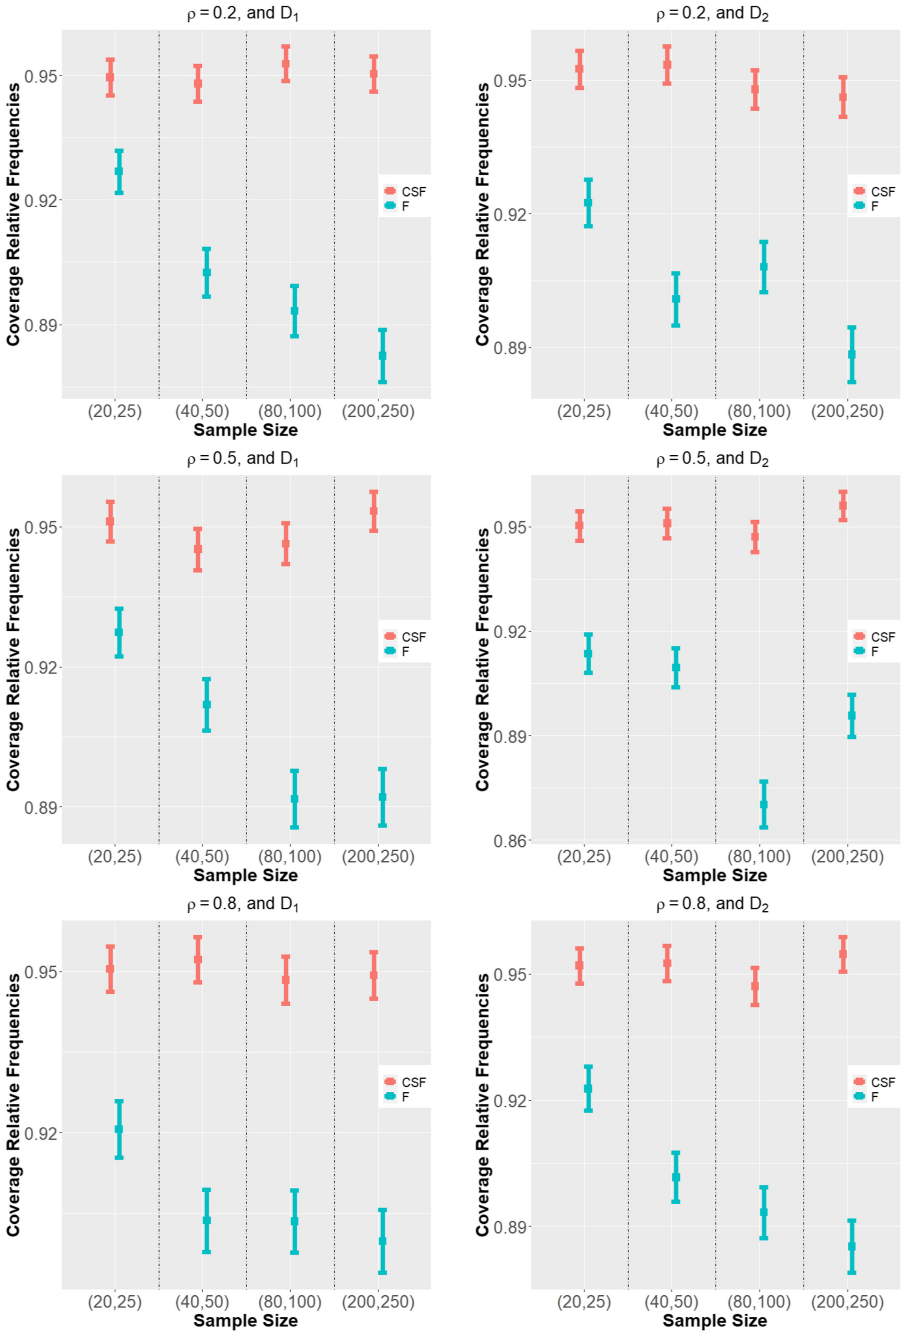 ρ = 0.2, and D₁
Coverage Relative Frequencies
0.95
0.92
0.89
CSF
F
(20,25) (40,50) (80,100) (200,250)
Sample Size
ρ = 0.2, and D₂
Coverage Relative Frequencies
0.95
0.92
0.89
CSF
F
(20,25) (40,50) (80,100) (200,250)
Sample Size
ρ = 0.5, and D₁
Coverage Relative Frequencies
0.95
0.92
0.89
CSF
F
(20,25) (40,50) (80,100) (200,250)
Sample Size
ρ = 0.5, and D₂
Coverage Relative Frequencies
0.95
0.92
0.89
0.86
CSF
F
(20,25) (40,50) (80,100) (200,250)
Sample Size
ρ = 0.8, and D₁
Coverage Relative Frequencies
0.95
0.92
CSF
F
(20,25) (40,50) (80,100) (200,250)
Sample Size
ρ = 0.8, and D₂
Coverage Relative Frequencies
0.95
0.92
0.89
CSF
F
(20,25) (40,50) (80,100) (200,250)
Sample Size